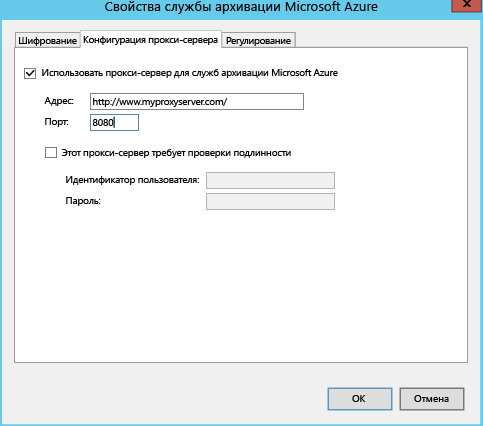 Свойства службы архивации Microsoft Azure
Шифрование Конфигурация прокси-сервера Регулирование
Использовать прокси-сервер для служб архивации Microsoft Azure
Адрес: http://www.myproxyserver.com/
Порт: 8080
Этот прокси-сервер требует проверки подлинности
Идентификатор пользователя:
Пароль:
ОК Отмена